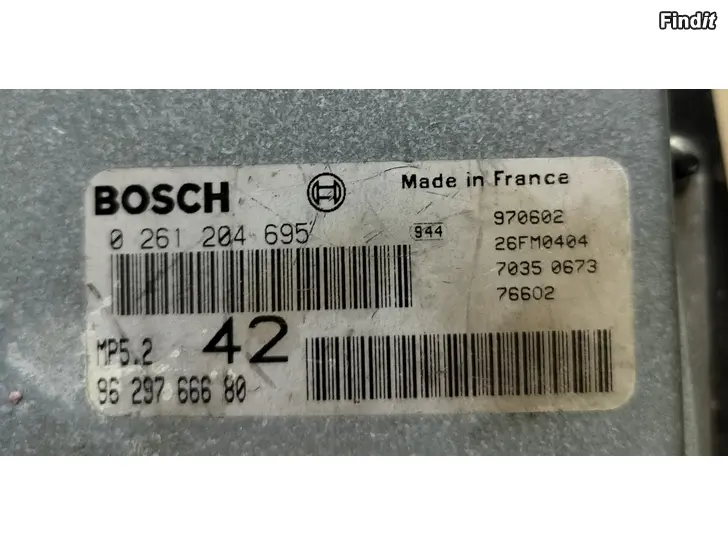 Findit
BOSCH
Made in France
0 261 204 695
944
970602
26FM0404
7035 0673
76602
MP5.2
42
96 297 666 80